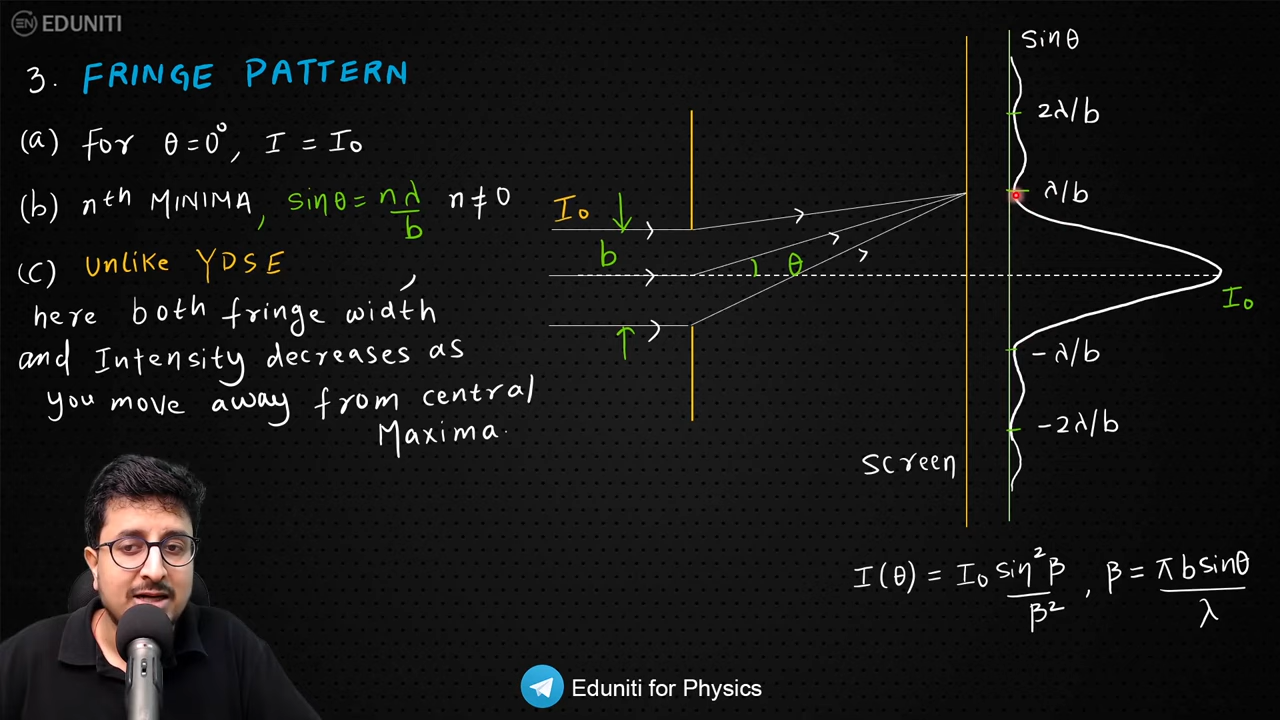 EN EDUNITI
3. FRINGE PATTERN
(a) for θ=0°, I = I₀
(b) nth MINIMA, sinθ = nλ/b n≠0
(c) Unlike YDSE,
here both fringe width
and Intensity decreases as
you move away from central
Maxima.
I₀
b
θ
screen
sinθ
2λ/b
λ/b
I₀
-λ/b
-2λ/b
I(θ) = I₀ sin²β/β², β = πbsinθ/λ
Eduniti for Physics